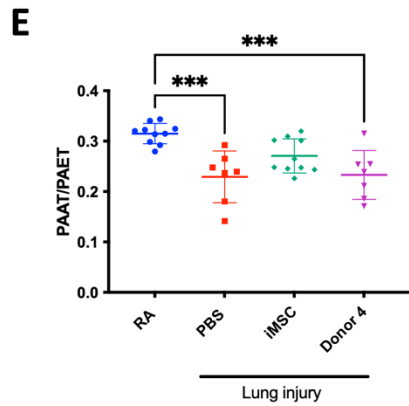 E
***
***
PAAT/PAET
0.4
0.3
0.2
0.1
0.0
RA
PBS
iMSC
Donor 4
Lung injury